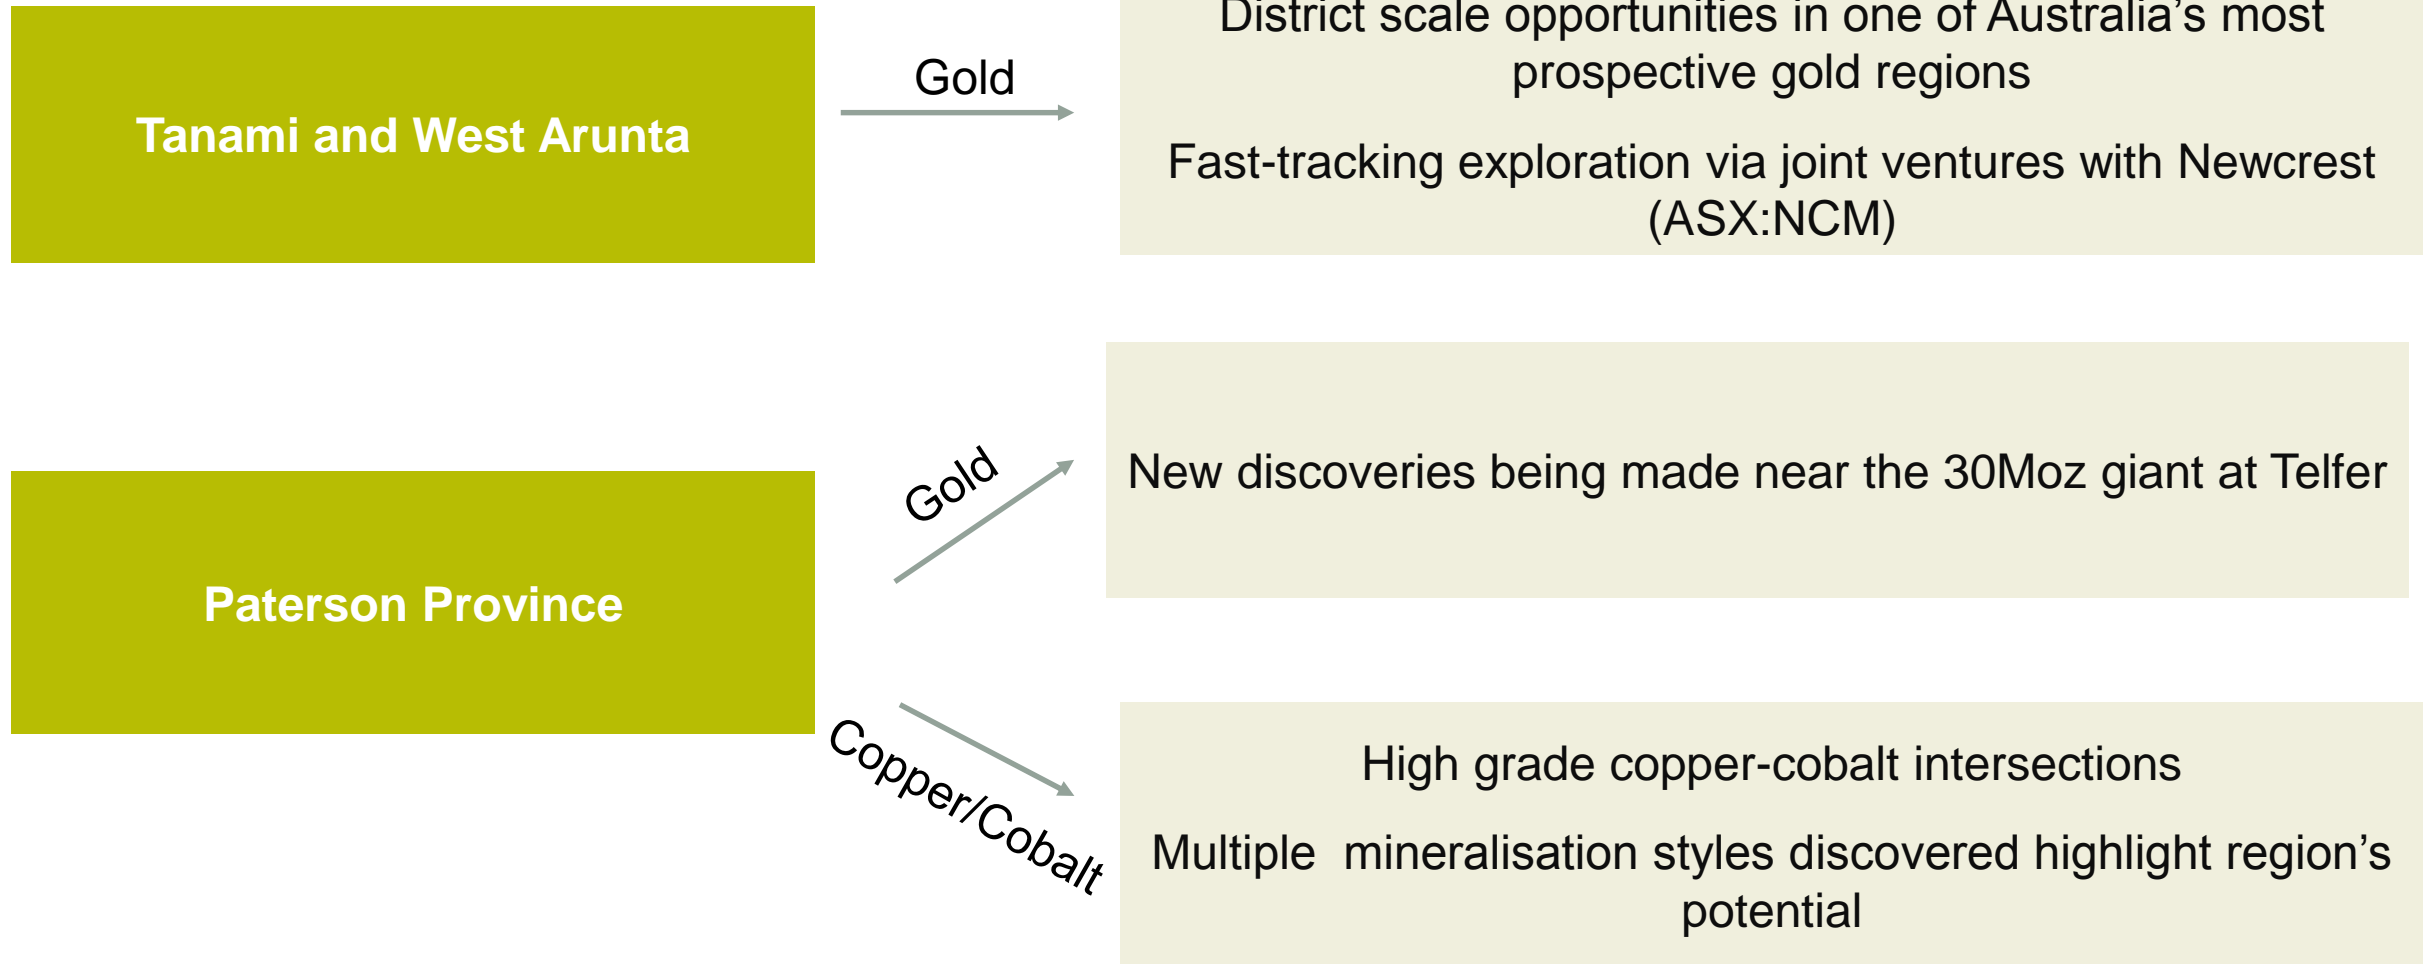 Tanami and West Arunta
Gold
District scale opportunities in one of Australia’s most
prospective gold regions
Fast-tracking exploration via joint ventures with Newcrest
(ASX:NCM)
Paterson Province
Gold
New discoveries being made near the 30Moz giant at Telfer
Copper/Cobalt
High grade copper-cobalt intersections
Multiple  mineralisation styles discovered highlight region’s
potential